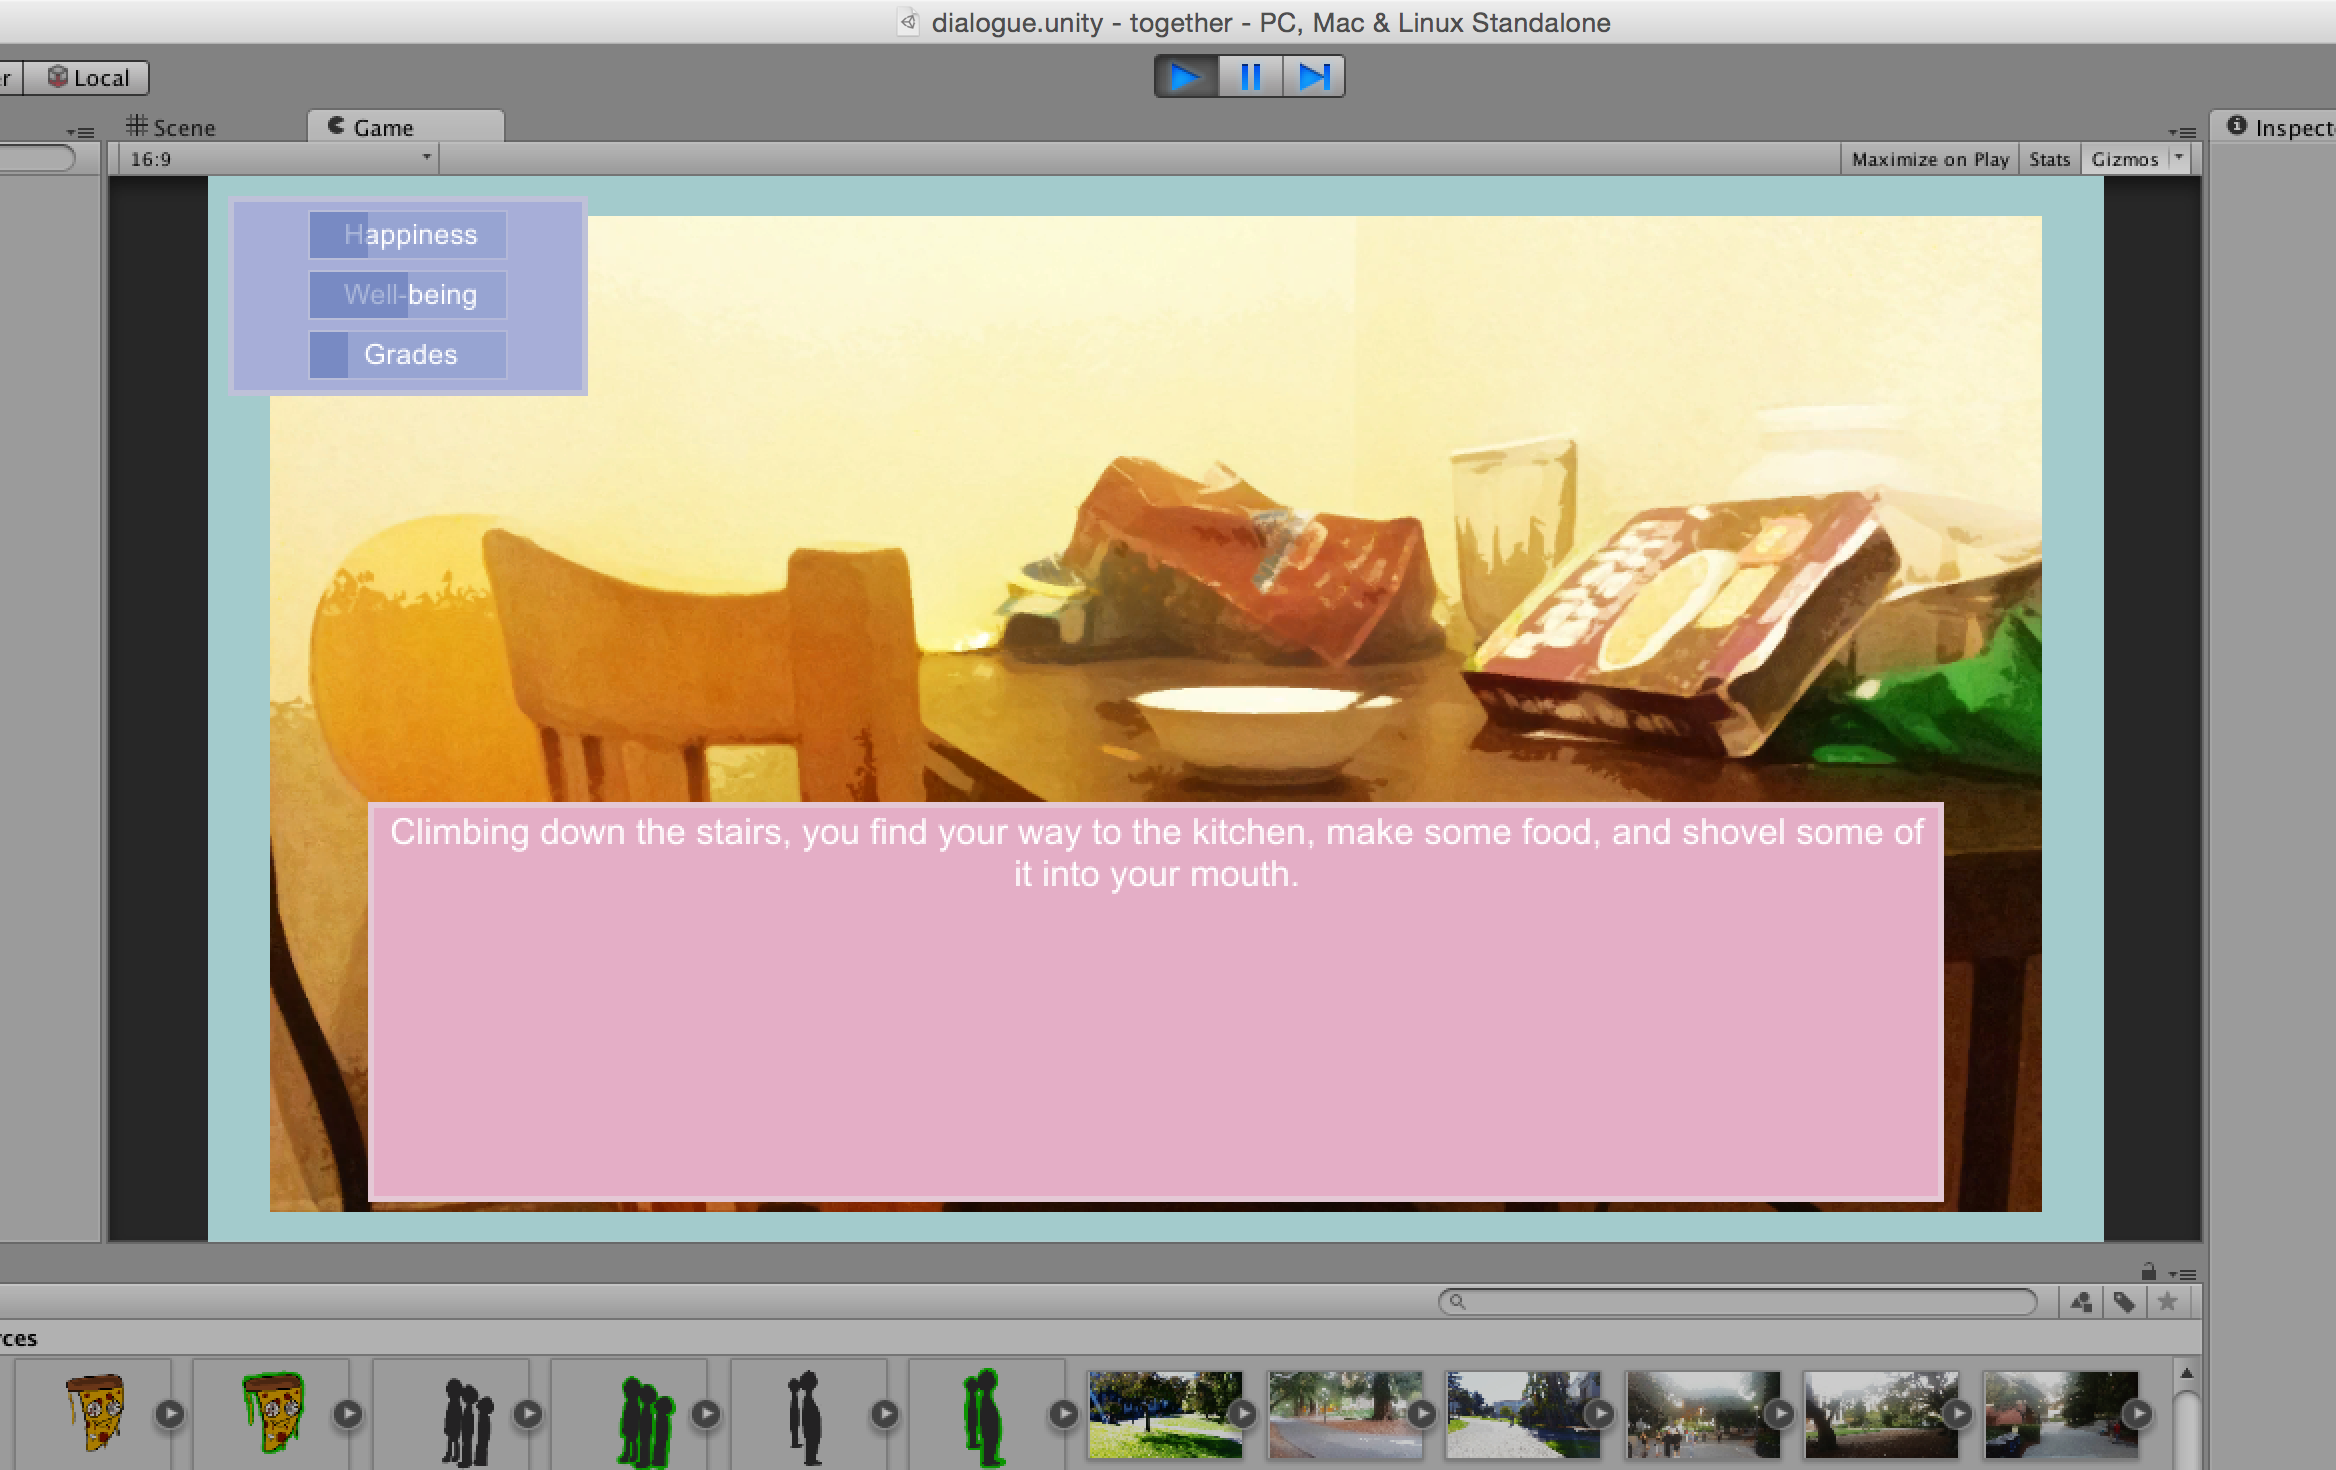 dialogue.unity - together - PC, Mac & Linux Standalone
er
Local
Scene
Game
Inspect
16:9
Maximize on Play
Stats
Gizmos
Happiness
Well-being
Grades
Climbing down the stairs, you find your way to the kitchen, make some food, and shovel some of
it into your mouth.
rces